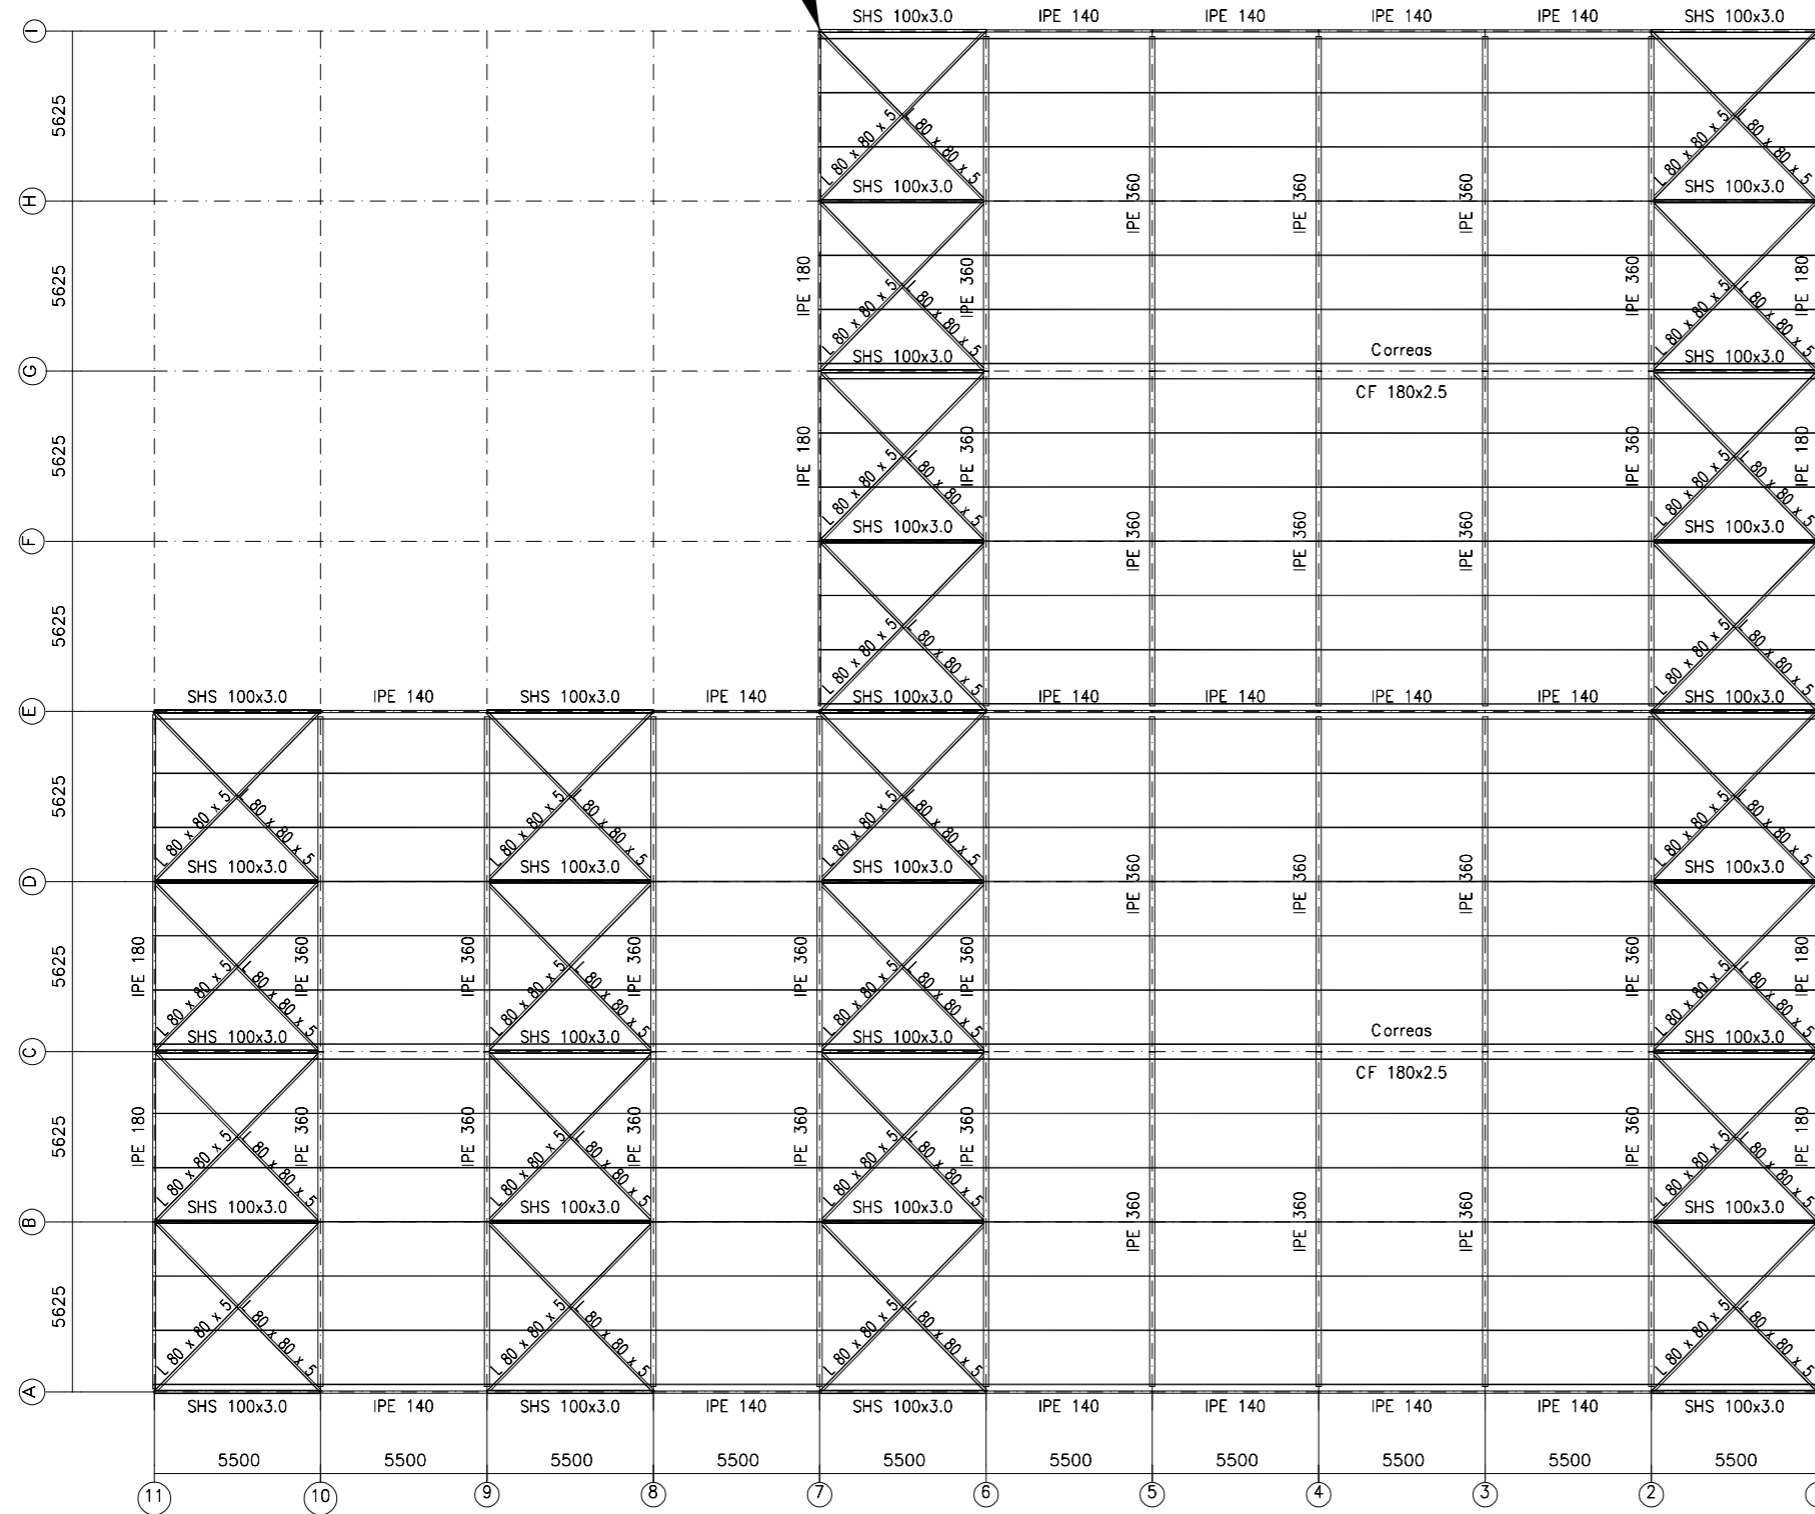 SHS 100x3.0 IPE 140 IPE 140 IPE 140 IPE 140 SHS 100x3.0
I
5625
L 80 x 80 x 5 L 80 x 80 x 5 L 80 x 80 x 5 L 80 x 80 x 5
SHS 100x3.0 IPE 360 IPE 360 IPE 360 SHS 100x3.0
H
5625
IPE 180 L 80 x 80 x 5 L 80 x 80 x 5 IPE 360 IPE 360 L 80 x 80 x 5 L 80 x 80 x 5 IPE 180
SHS 100x3.0 Correas SHS 100x3.0
G
CF 180x2.5
5625
IPE 180 L 80 x 80 x 5 L 80 x 80 x 5 IPE 360 IPE 360 L 80 x 80 x 5 L 80 x 80 x 5 IPE 180
SHS 100x3.0 IPE 360 IPE 360 IPE 360 SHS 100x3.0
F
5625
L 80 x 80 x 5 L 80 x 80 x 5 L 80 x 80 x 5 L 80 x 80 x 5
SHS 100x3.0 IPE 140 SHS 100x3.0 IPE 140 SHS 100x3.0 IPE 140 IPE 140 IPE 140 IPE 140 SHS 100x3.0
E
5625
L 80 x 80 x 5 L 80 x 80 x 5 L 80 x 80 x 5 L 80 x 80 x 5 L 80 x 80 x 5 L 80 x 80 x 5 L 80 x 80 x 5 L 80 x 80 x 5
SHS 100x3.0 SHS 100x3.0 SHS 100x3.0 IPE 360 IPE 360 IPE 360 SHS 100x3.0
D
5625
IPE 180 L 80 x 80 x 5 L 80 x 80 x 5 IPE 360 IPE 360 L 80 x 80 x 5 L 80 x 80 x 5 IPE 360 IPE 360 L 80 x 80 x 5 L 80 x 80 x 5 IPE 360 IPE 360 L 80 x 80 x 5 L 80 x 80 x 5 IPE 180
SHS 100x3.0 SHS 100x3.0 SHS 100x3.0 Correas SHS 100x3.0
C
CF 180x2.5
5625
IPE 180 L 80 x 80 x 5 L 80 x 80 x 5 IPE 360 IPE 360 L 80 x 80 x 5 L 80 x 80 x 5 IPE 360 IPE 360 L 80 x 80 x 5 L 80 x 80 x 5 IPE 360 IPE 360 L 80 x 80 x 5 L 80 x 80 x 5 IPE 180
SHS 100x3.0 SHS 100x3.0 SHS 100x3.0 IPE 360 IPE 360 IPE 360 SHS 100x3.0
B
5625
L 80 x 80 x 5 L 80 x 80 x 5 L 80 x 80 x 5 L 80 x 80 x 5 L 80 x 80 x 5 L 80 x 80 x 5 L 80 x 80 x 5 L 80 x 80 x 5
A
SHS 100x3.0 IPE 140 SHS 100x3.0 IPE 140 SHS 100x3.0 IPE 140 IPE 140 IPE 140 IPE 140 SHS 100x3.0
5500 5500 5500 5500 5500 5500 5500 5500 5500 5500
11 10 9 8 7 6 5 4 3 2